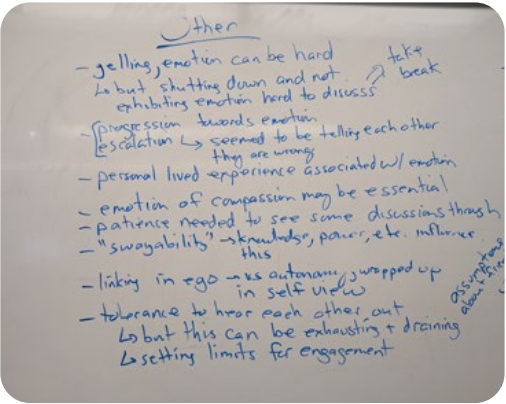 Other
- yelling, emotion can be hard
↳ but shutting down and not
exhibiting emotion hard to discuss
↗ take
break
- [progression towards emotion
escalation ↳ seemed to be telling each other
they are wrong
- personal lived experience associated w/ emotion
- emotion of compassion may be essential
- patience needed to see some discussions through
- "swayability" → knowledge, power, etc. influence
this
- linking in ego → vs autonomy, wrapped up
in self view
- tolerance to hear each other out
↳ but this can be exhausting + draining
↳ setting limits for engagement
about